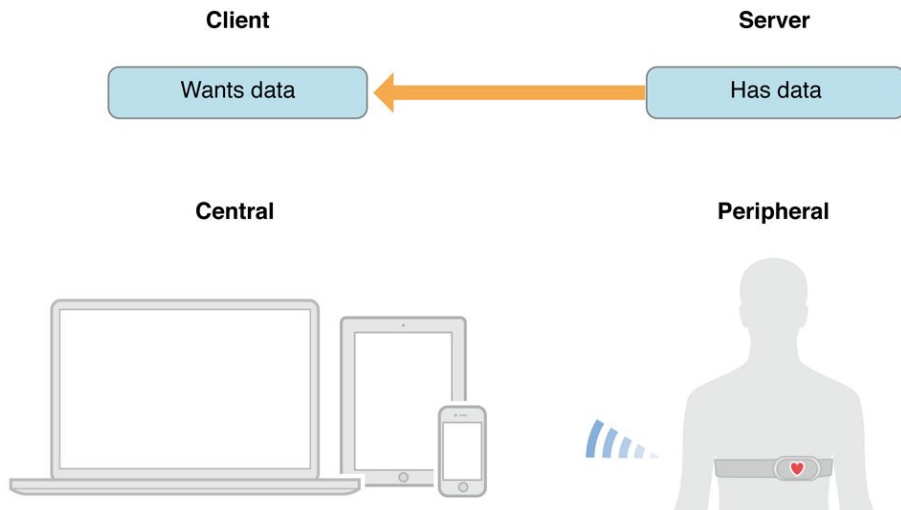 Client
Server
Wants data
Has data
Central
Peripheral